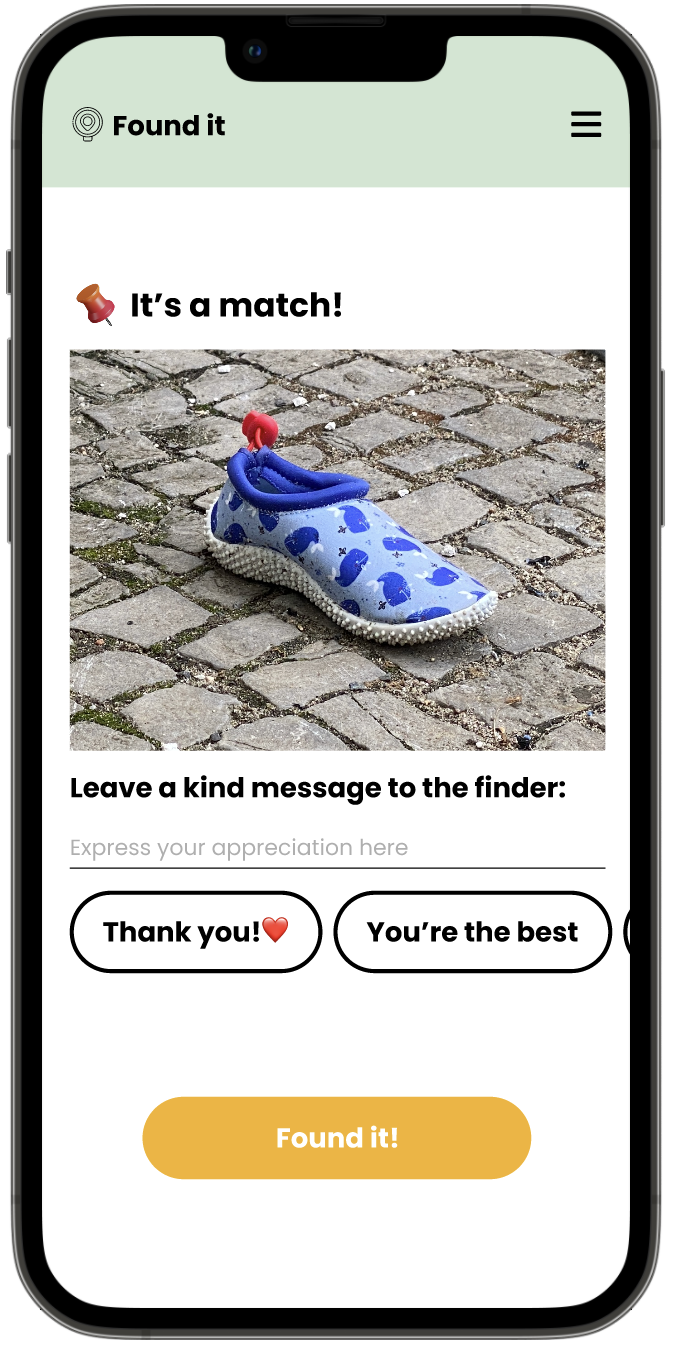 Found it
It’s a match!
Leave a kind message to the finder:
Express your appreciation here
Thank you!❤️ You’re the best
Found it!